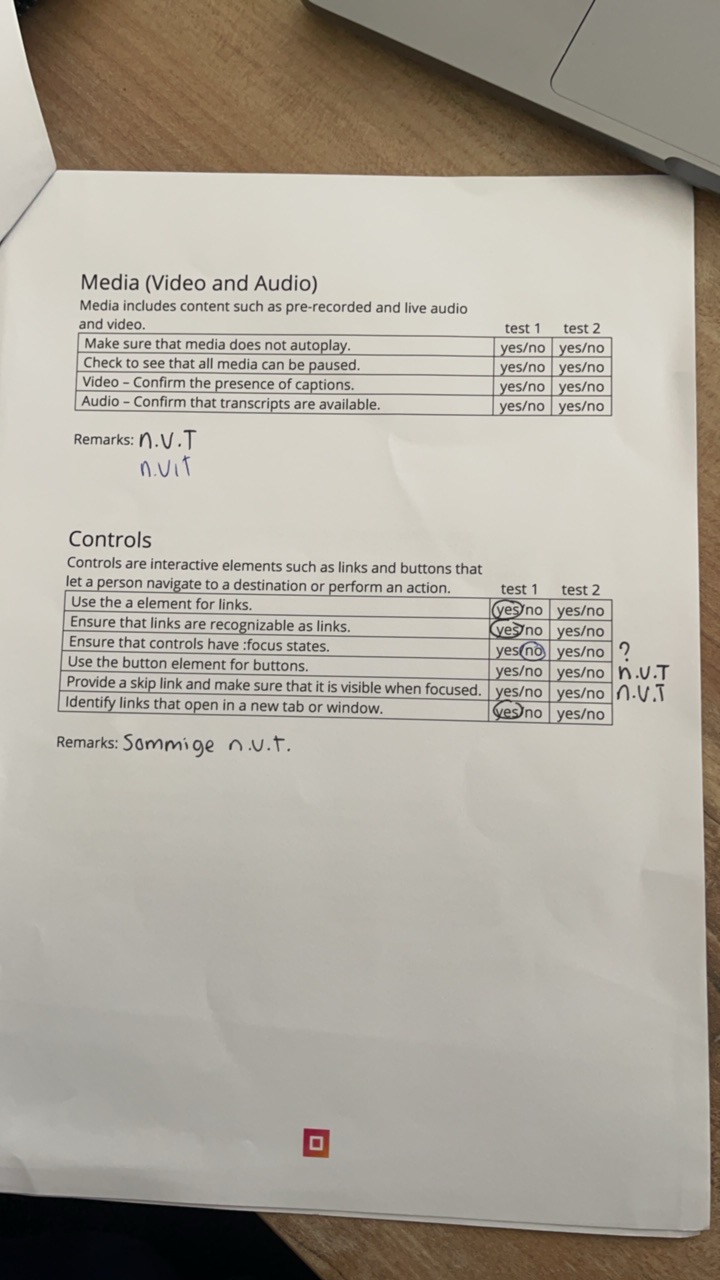 Media (Video and Audio)
Media includes content such as pre-recorded and live audio
and video. test 1 test 2
Make sure that media does not autoplay. yes/no yes/no
Check to see that all media can be paused. yes/no yes/no
Video – Confirm the presence of captions. yes/no yes/no
Audio – Confirm that transcripts are available. yes/no yes/no
Remarks: n.v.T
n.v.T
Controls
Controls are interactive elements such as links and buttons that
let a person navigate to a destination or perform an action. test 1 test 2
Use the a element for links. yes/no yes/no
Ensure that links are recognizable as links. yes/no yes/no
Ensure that controls have :focus states. yes/no yes/no ?
Use the button element for buttons. yes/no yes/no n.v.T
Provide a skip link and make sure that it is visible when focused. yes/no yes/no n.v.T
Identify links that open in a new tab or window. yes/no yes/no
Remarks: Sommige n.v.t.